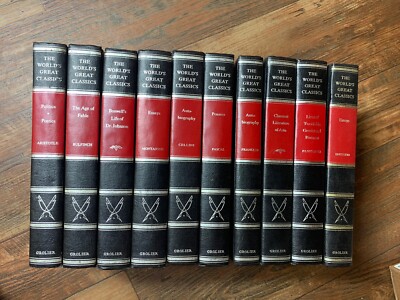 THE
WORLD'S
GREAT
CLASSICS
Politics
Poetics
ARISTOTLE
GROLIER
THE
WORLD'S
GREAT
CLASSICS
The Age of
Fable
BULFINCH
GROLIER
THE
WORLD'S
GREAT
CLASSICS
Boswell's
Life of
Dr. Johnson
GROLIER
THE
WORLD'S
GREAT
CLASSICS
Essays
MONTAIGNE
GROLIER
THE
WORLD'S
GREAT
CLASSICS
Auto-
biography
CELLINI
GROLIER
THE
WORLD'S
GREAT
CLASSICS
Pensées
PASCAL
GROLIER
THE
WORLD'S
GREAT
CLASSICS
Auto-
biography
FRANKLIN
GROLIER
THE
WORLD'S
GREAT
CLASSICS
Classical
Literature
of Asia
GROLIER
THE
WORLD'S
GREAT
CLASSICS
GROLIER
THE
WORLD'S
GREAT
CLASSICS
Essays
GROLIER